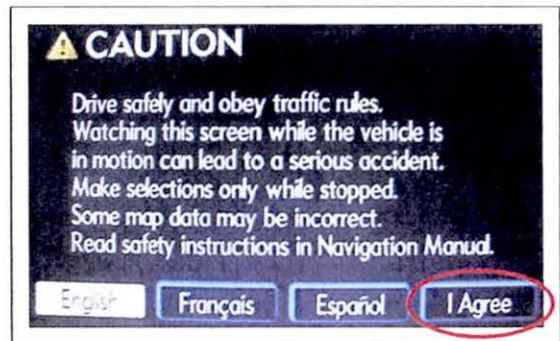 CAUTION
Drive safely and obey traffic rules.
Watching this screen while the vehicle is
in motion can lead to a serious accident.
Make selections only while stopped.
Some map data may be incorrect.
Read safety instructions in Navigation Manual.
English Français Español I Agree